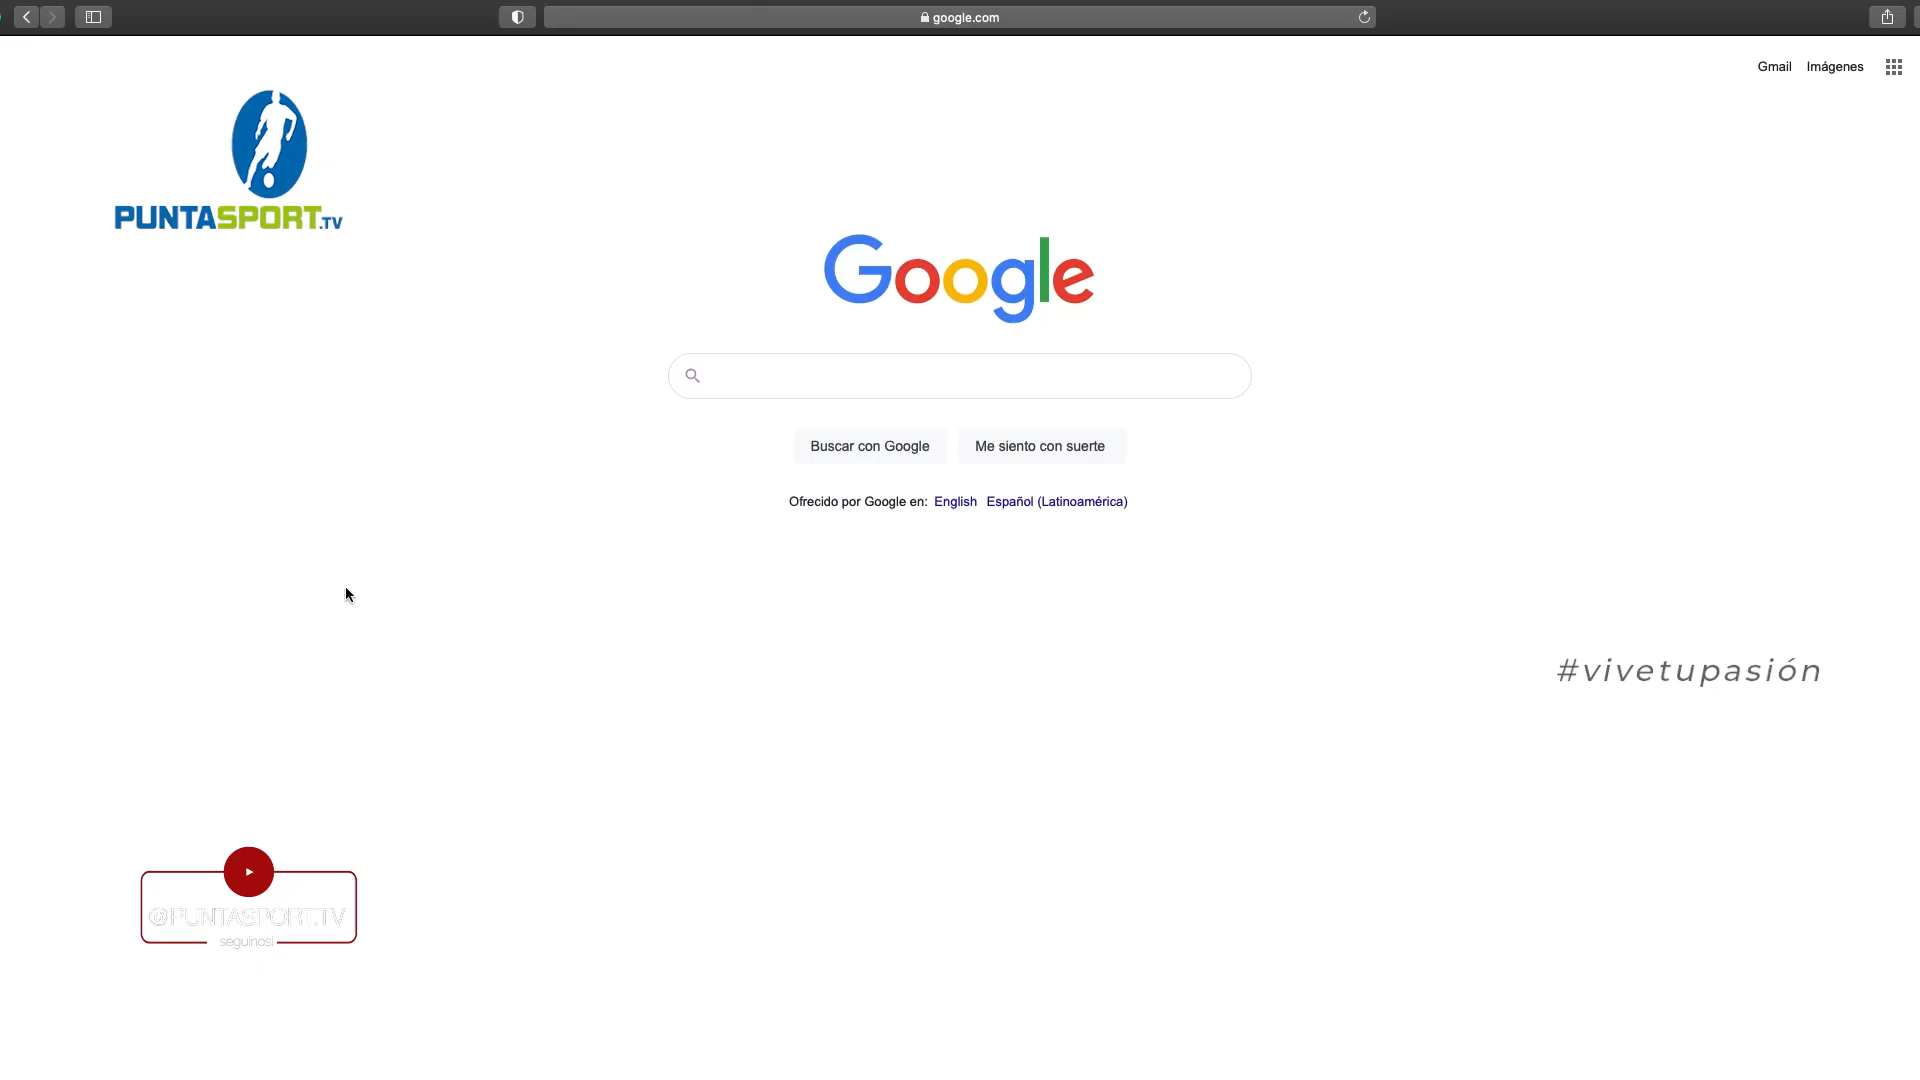 google.com
Gmail Imágenes
PUNTASPORT.TV
Google
Buscar con Google Me siento con suerte
Ofrecido por Google en: English Español (Latinoamérica)
#vivetupasión
@PUNTASPORT.TV
seguinos!